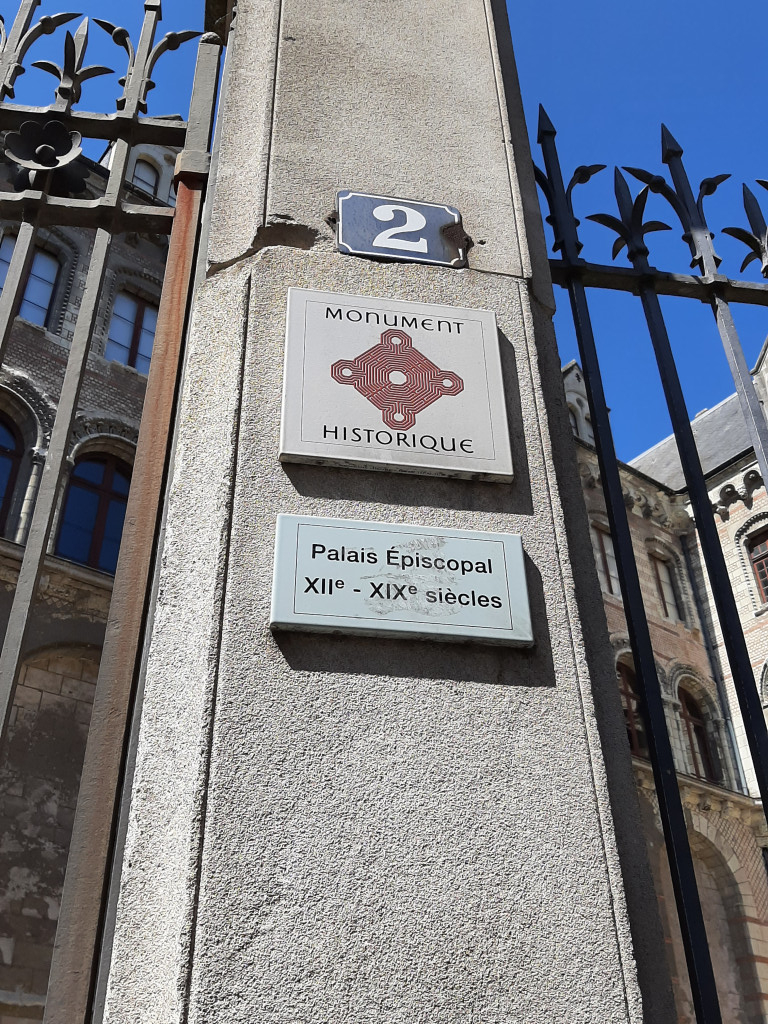 2
MONUMENT
HISTORIQUE
Palais Épiscopal
XIIᵉ - XIXᵉ siècles